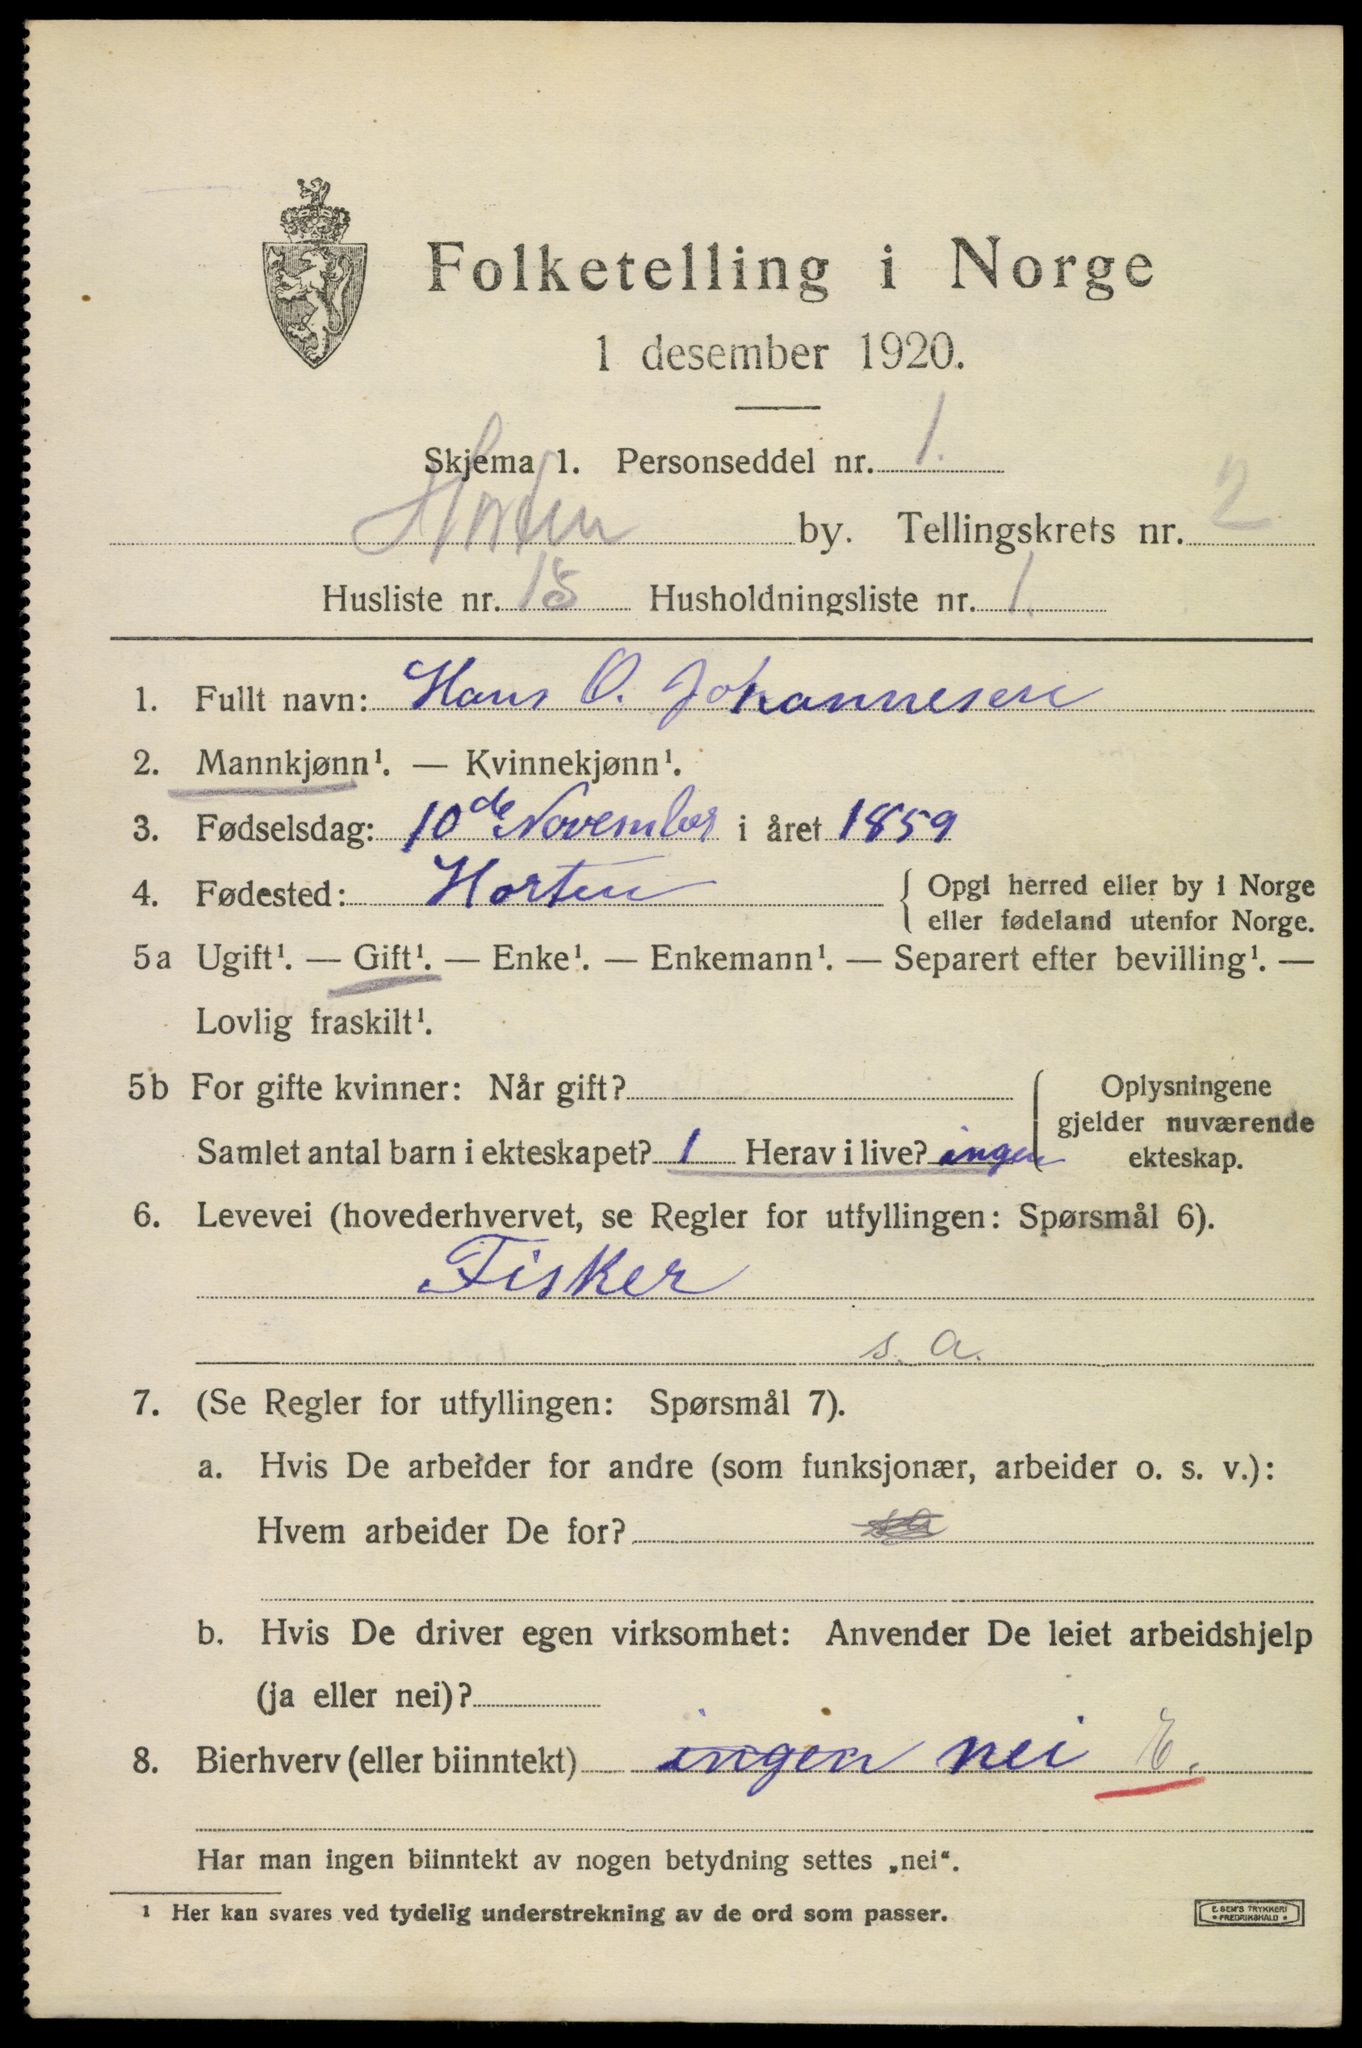 Folketelling i Norge
1 desember 1920.
Skjema 1. Personseddel nr. 1.
Horten by. Tellingskrets nr. 2
Husliste nr. 18 Husholdningsliste nr. 1.
1. Fullt navn: Hans O. Johannesen
2. Mannkjønn¹. — Kvinnekjønn¹.
3. Fødselsdag: 10de November i året 1859
4. Fødested: Horten { Opgi herred eller by i Norge
eller fødeland utenfor Norge.
5a Ugift¹. — Gift¹. — Enke¹. — Enkemann¹. — Separert efter bevilling¹. —
Lovlig fraskilt¹.
5b For gifte kvinner: Når gift?
Samlet antal barn i ekteskapet? 1 Herav i live? ingen
Oplysningene
gjelder nuværende
ekteskap.
6. Levevei (hovederhvervet, se Regler for utfyllingen: Spørsmål 6).
Fisker
s. a.
7. (Se Regler for utfyllingen: Spørsmål 7).
a. Hvis De arbeider for andre (som funksjonær, arbeider o. s. v.):
Hvem arbeider De for?
b. Hvis De driver egen virksomhet: Anvender De leiet arbeidshjelp
(ja eller nei)?
8. Bierhverv (eller biinntekt) ingen nei E.
Har man ingen biinntekt av nogen betydning settes „nei“.
¹ Her kan svares ved tydelig understrekning av de ord som passer.
E. SEM'S TRYKKERI
• FREDRIKSHALD •